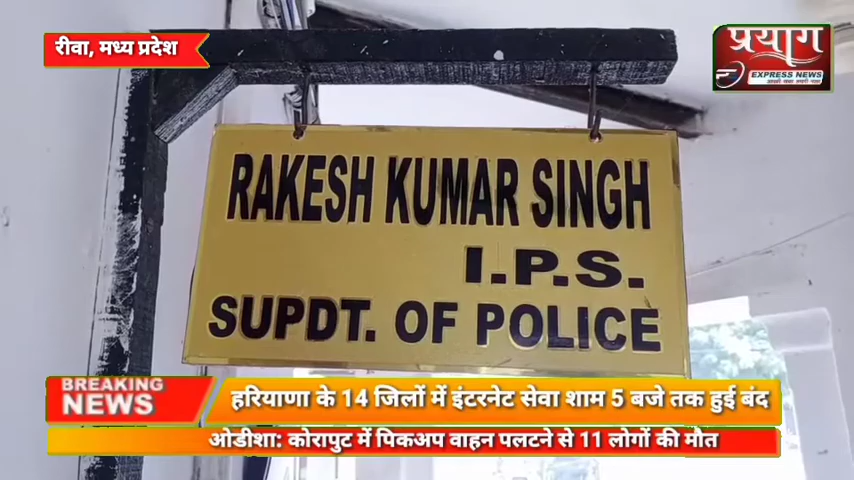 रीवा, मध्य प्रदेश
प्रयाग
EXPRESS NEWS
RAKESH KUMAR SINGH
I.P.S.
SUPDT. OF POLICE
BREAKING
NEWS
हरियाणा के 14 जिलों में इंटरनेट सेवा शाम 5 बजे तक हुई बंद
ओडीशा: कोरापुट में पिकअप वाहन पलटने से 11 लोगों की मौत